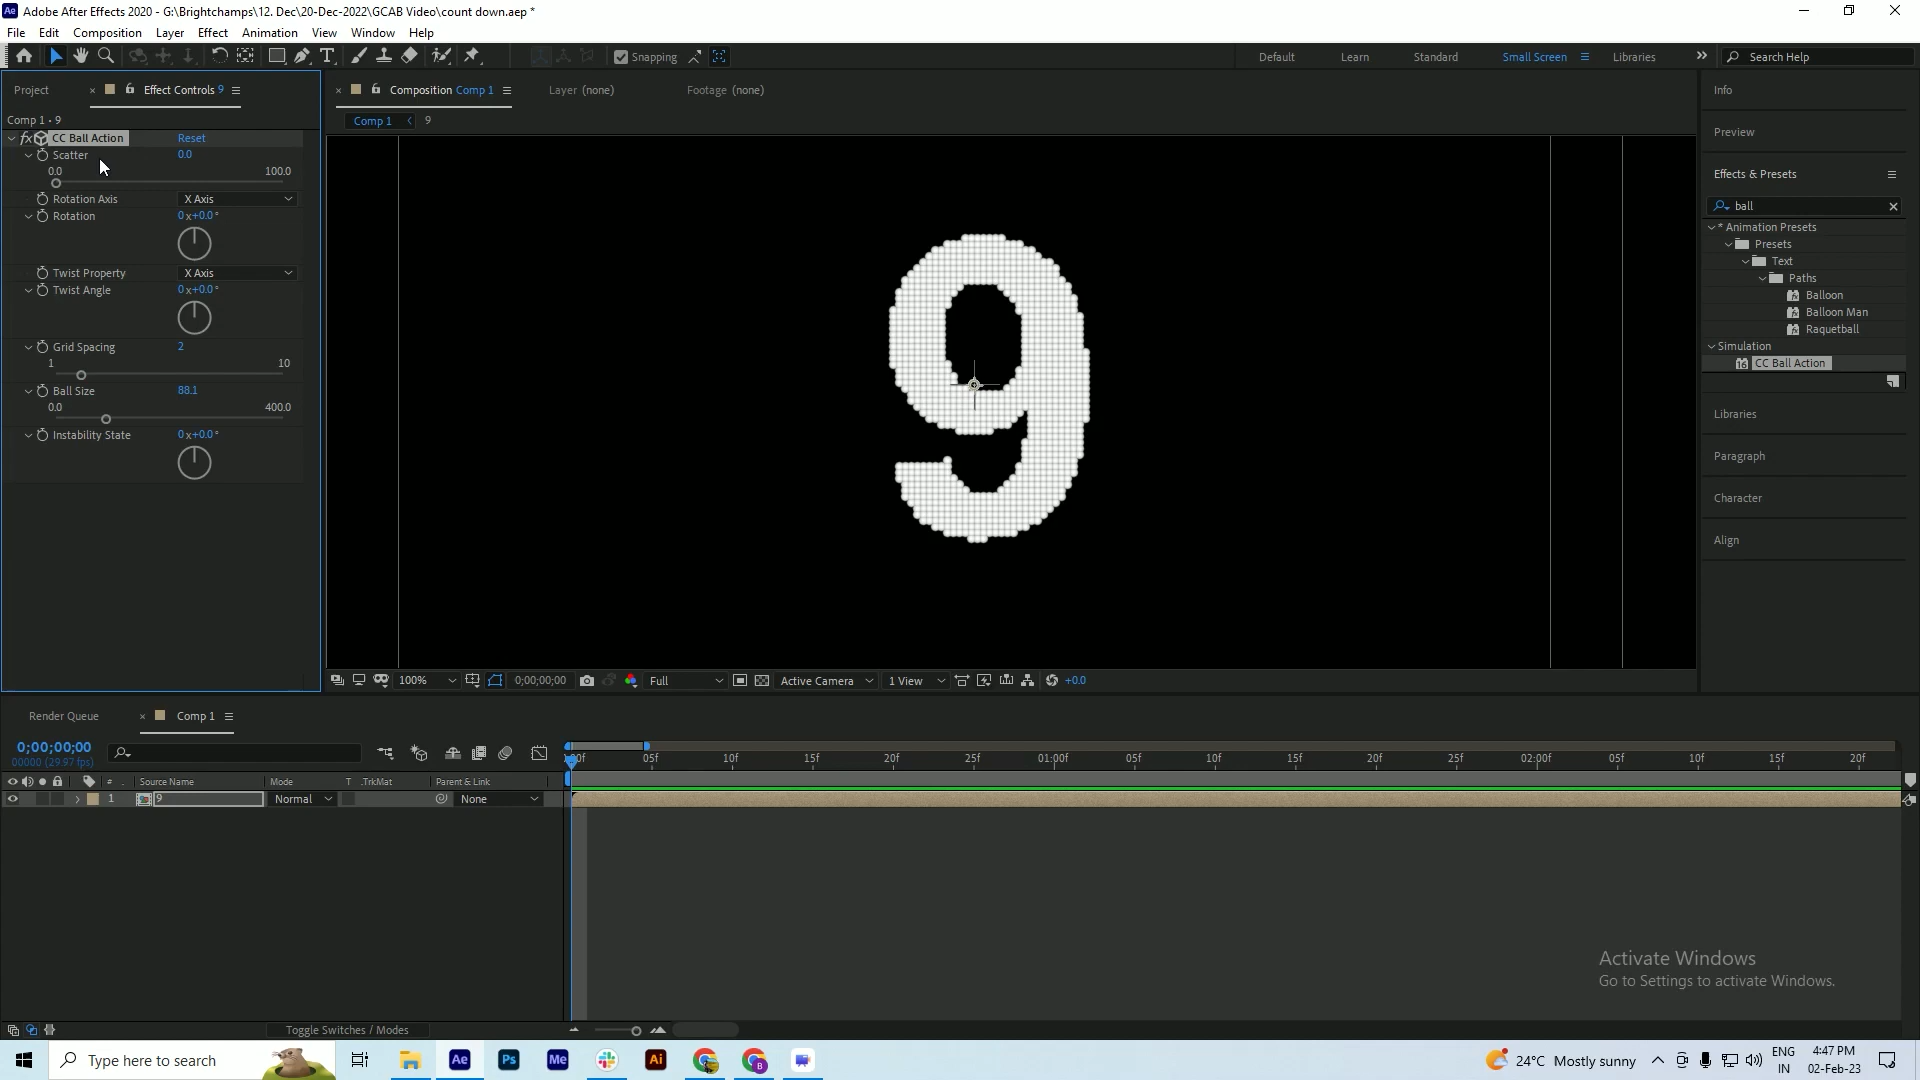 Adobe After Effects 2020 - G:\Brightchamps\12. Dec\20-Dec-2022\GCAB Video\count down.aep *
File Edit Composition Layer Effect Animation View Window Help
Snapping Default Learn Standard Small Screen Libraries Search Help
Project Effect Controls 9 Composition Comp 1 Layer (none) Footage (none) Info
Comp 1 • 9
Comp 1 9
CC Ball Action Reset
Scatter 0.0
0.0 100.0
Rotation Axis X Axis
Rotation 0x+0.0°
Twist Property X Axis
Twist Angle 0x+0.0°
Grid Spacing 2
1 10
Ball Size 88.1
0.0 400.0
Instability State 0x+0.0°
9
Preview
Effects & Presets
ball
* Animation Presets
Presets
Text
Paths
Balloon
Balloon Man
Raquetball
Simulation
CC Ball Action
Libraries
Paragraph
Character
Align
100% 0;00;00;00 Full Active Camera 1 View +0.0
Render Queue Comp 1
0;00;00;00
00000 (29.97 fps)
05f 10f 15f 20f 25f 01:00f 05f 10f 15f 20f 25f 02:00f 05f 10f 15f 20f
# Source Name Mode T .TrkMat Parent & Link
1 9 Normal None
Activate Windows
Go to Settings to activate Windows.
Toggle Switches / Modes
Type here to search Ae Ps Me Ai 24°C Mostly sunny
ENG
IN
4:47 PM
02-Feb-23